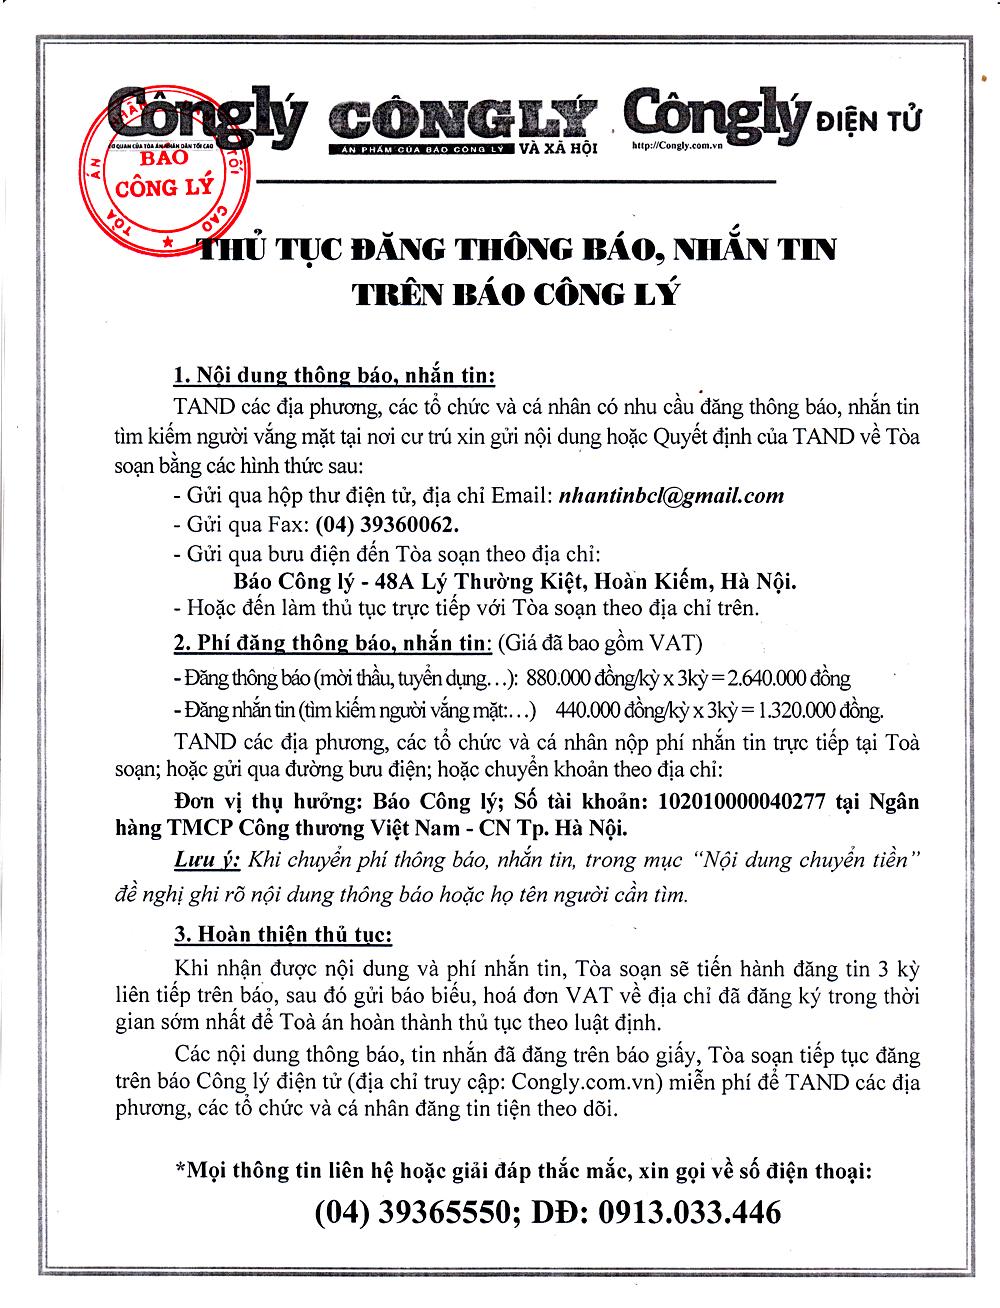 Cônglý CÔNGLÝ Cônglý ĐIỆN TỬ
CƠ QUAN CỦA TÒA ÁN NHÂN DÂN TỐI CAO
ẤN PHẨM CỦA BÁO CÔNG LÝ VÀ XÃ HỘI
http://Congly.com.vn
TÒA ÁN NHÂN TỐI CAO
BÁO
CÔNG LÝ
THỦ TỤC ĐĂNG THÔNG BÁO, NHẮN TIN
TRÊN BÁO CÔNG LÝ
1. Nội dung thông báo, nhắn tin:
TAND các địa phương, các tổ chức và cá nhân có nhu cầu đăng thông báo, nhắn tin
tìm kiếm người vắng mặt tại nơi cư trú xin gửi nội dung hoặc Quyết định của TAND về Tòa
soạn bằng các hình thức sau:
- Gửi qua hộp thư điện tử, địa chỉ Email: nhantinbcl@gmail.com
- Gửi qua Fax: (04) 39360062.
- Gửi qua bưu điện đến Tòa soạn theo địa chỉ:
Báo Công lý - 48A Lý Thường Kiệt, Hoàn Kiếm, Hà Nội.
- Hoặc đến làm thủ tục trực tiếp với Tòa soạn theo địa chỉ trên.
2. Phí đăng thông báo, nhắn tin: (Giá đã bao gồm VAT)
- Đăng thông báo (mời thầu, tuyển dụng…): 880.000 đồng/kỳ x 3kỳ = 2.640.000 đồng
- Đăng nhắn tin (tìm kiếm người vắng mặt:…) 440.000 đồng/kỳ x 3kỳ = 1.320.000 đồng.
TAND các địa phương, các tổ chức và cá nhân nộp phí nhắn tin trực tiếp tại Toà
soạn; hoặc gửi qua đường bưu điện; hoặc chuyển khoản theo địa chỉ:
Đơn vị thụ hưởng: Báo Công lý; Số tài khoản: 102010000040277 tại Ngân
hàng TMCP Công thương Việt Nam - CN Tp. Hà Nội.
Lưu ý: Khi chuyển phí thông báo, nhắn tin, trong mục “Nội dung chuyển tiền”
đề nghị ghi rõ nội dung thông báo hoặc họ tên người cần tìm.
3. Hoàn thiện thủ tục:
Khi nhận được nội dung và phí nhắn tin, Tòa soạn sẽ tiến hành đăng tin 3 kỳ
liên tiếp trên báo, sau đó gửi báo biếu, hoá đơn VAT về địa chỉ đã đăng ký trong thời
gian sớm nhất để Toà án hoàn thành thủ tục theo luật định.
Các nội dung thông báo, tin nhắn đã đăng trên báo giấy, Tòa soạn tiếp tục đăng
trên báo Công lý điện tử (địa chỉ truy cập: Congly.com.vn) miễn phí để TAND các địa
phương, các tổ chức và cá nhân đăng tin tiện theo dõi.
*Mọi thông tin liên hệ hoặc giải đáp thắc mắc, xin gọi về số điện thoại:
(04) 39365550; DĐ: 0913.033.446